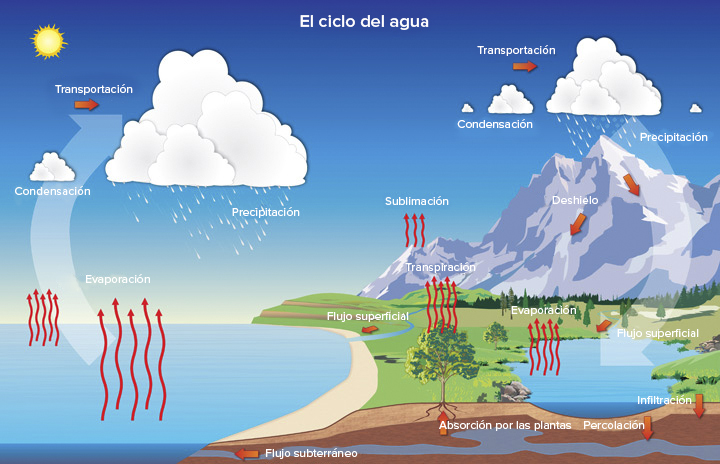 El ciclo del agua
Transportación
Transportación
Condensación
Precipitación
Condensación
Precipitación
Sublimación
Deshielo
Transpiración
Evaporación
Evaporación
Flujo superficial
Flujo superficial
Infiltración
Absorción por las plantas
Percolación
Flujo subterráneo